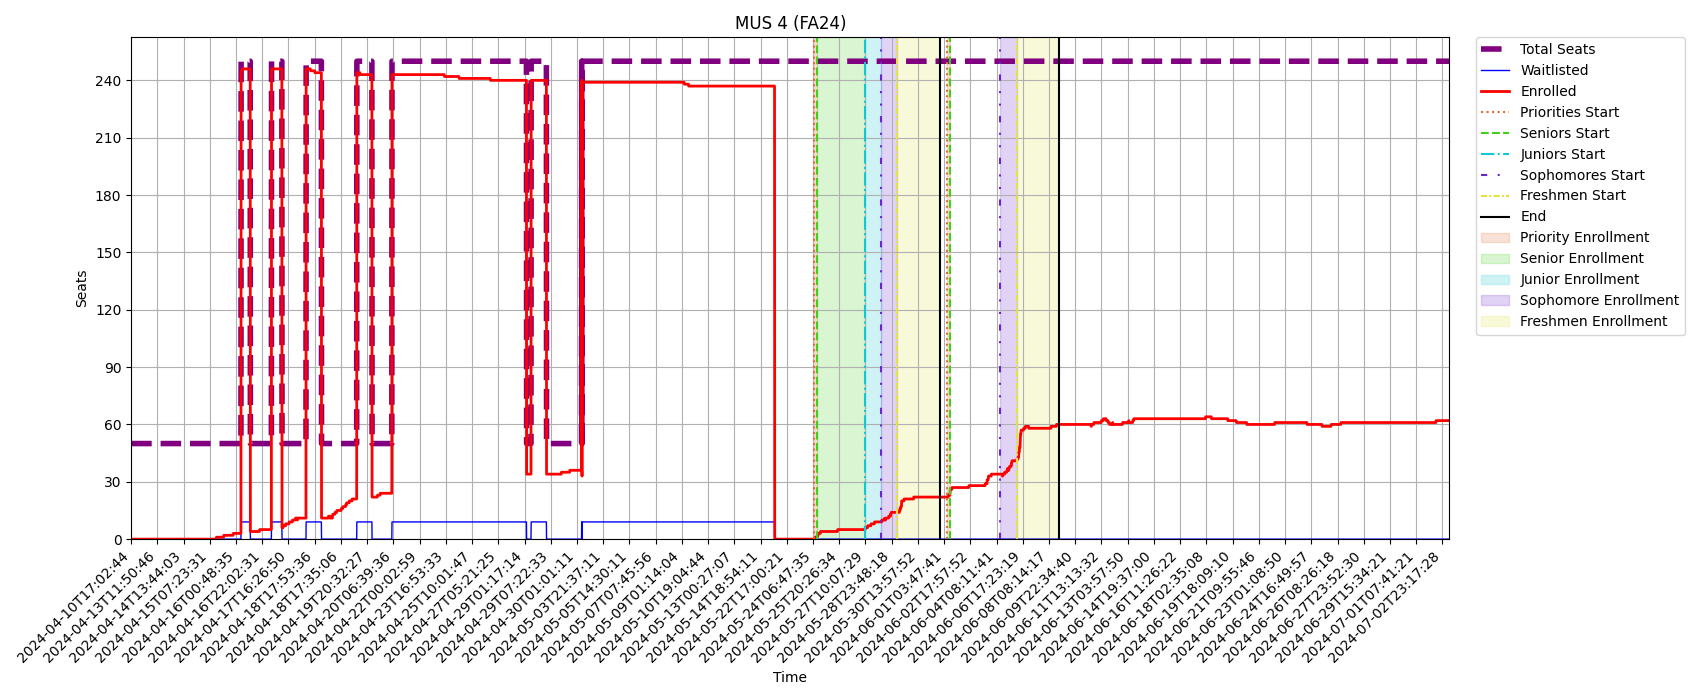 MUS 4 (FA24)
Seats
240
210
180
150
120
90
60
30
0
2024-04-10T17:02:44
2024-04-13T11:50:46
2024-04-14T13:44:03
2024-04-15T07:23:31
2024-04-16T00:48:35
2024-04-16T22:02:31
2024-04-17T16:26:50
2024-04-18T17:53:36
2024-04-18T17:35:06
2024-04-19T20:32:27
2024-04-20T06:39:36
2024-04-22T00:02:59
2024-04-23T16:53:33
2024-04-25T01:01:47
2024-04-27T05:21:25
2024-04-29T01:17:14
2024-04-29T07:22:33
2024-04-30T01:01:11
2024-05-03T21:37:11
2024-05-05T14:30:11
2024-05-07T07:45:56
2024-05-09T01:14:04
2024-05-10T19:04:44
2024-05-13T00:27:07
2024-05-14T18:54:11
2024-05-22T17:00:21
2024-05-24T06:47:35
2024-05-25T20:26:34
2024-05-27T10:07:29
2024-05-28T23:48:18
2024-05-30T13:57:52
2024-06-01T03:47:41
2024-06-02T17:57:52
2024-06-04T08:11:41
2024-06-06T17:23:19
2024-06-08T08:14:17
2024-06-09T22:34:40
2024-06-11T13:13:32
2024-06-13T03:57:50
2024-06-14T19:37:00
2024-06-16T11:26:22
2024-06-18T02:35:08
2024-06-19T18:09:10
2024-06-21T09:55:46
2024-06-23T01:08:50
2024-06-24T16:49:57
2024-06-26T08:26:18
2024-06-27T23:52:30
2024-06-29T15:34:21
2024-07-01T07:41:21
2024-07-02T23:17:28
Time
Total Seats
Waitlisted
Enrolled
Priorities Start
Seniors Start
Juniors Start
Sophomores Start
Freshmen Start
End
Priority Enrollment
Senior Enrollment
Junior Enrollment
Sophomore Enrollment
Freshmen Enrollment